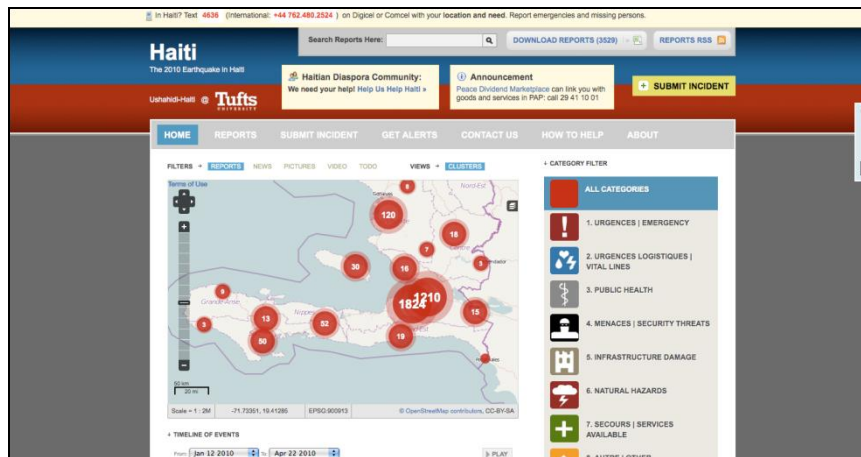 In Haiti? Text 4636 (International: +44 762.480.2524 ) on Digicel or Comcel with your location and need. Report emergencies and missing persons.
Search Reports Here:
DOWNLOAD REPORTS (3529)
REPORTS RSS
Haiti
The 2010 Earthquake in Haiti
Haitian Diaspora Community:
We need your help! Help Us Help Haiti »
Announcement
Peace Dividend Marketplace can link you with
goods and services in PAP: call 29 41 10 01
SUBMIT INCIDENT
Ushahidi-Haiti @ Tufts
UNIVERSITY
HOME REPORTS SUBMIT INCIDENT GET ALERTS CONTACT US HOW TO HELP ABOUT
FILTERS REPORTS NEWS PICTURES VIDEO TODO VIEWS CLUSTERS
CATEGORY FILTER
Terms of Use
6
Nord-Est
120
18
7
30
16
5
9
1824
1210
Grande-Anse
13
52
15
3
50
19
50 km
20 mi
Scale = 1 : 2M -71.73351, 19.41285 EPSG:900913 © OpenStreetMap contributors, CC-BY-SA
ALL CATEGORIES
1. URGENCES | EMERGENCY
2. URGENCES LOGISTIQUES |
VITAL LINES
3. PUBLIC HEALTH
4. MENACES | SECURITY THREATS
5. INFRASTRUCTURE DAMAGE
6. NATURAL HAZARDS
7. SECOURS | SERVICES
AVAILABLE
TIMELINE OF EVENTS
From: Jan 12 2010 To Apr 22 2010 PLAY